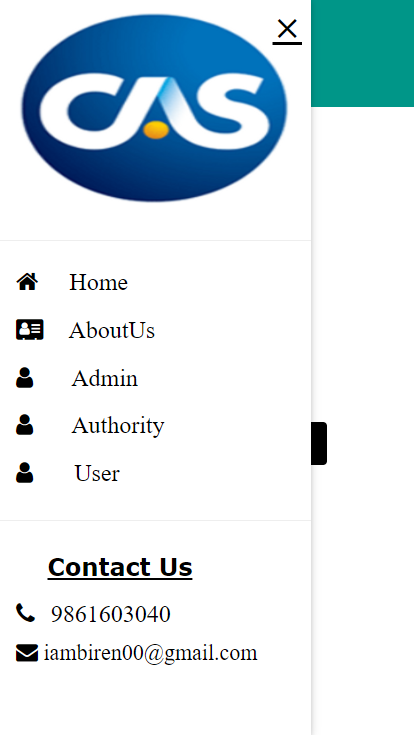 CAS
Home
AboutUs
Admin
Authority
User
Contact Us
9861603040
iambiren00@gmail.com